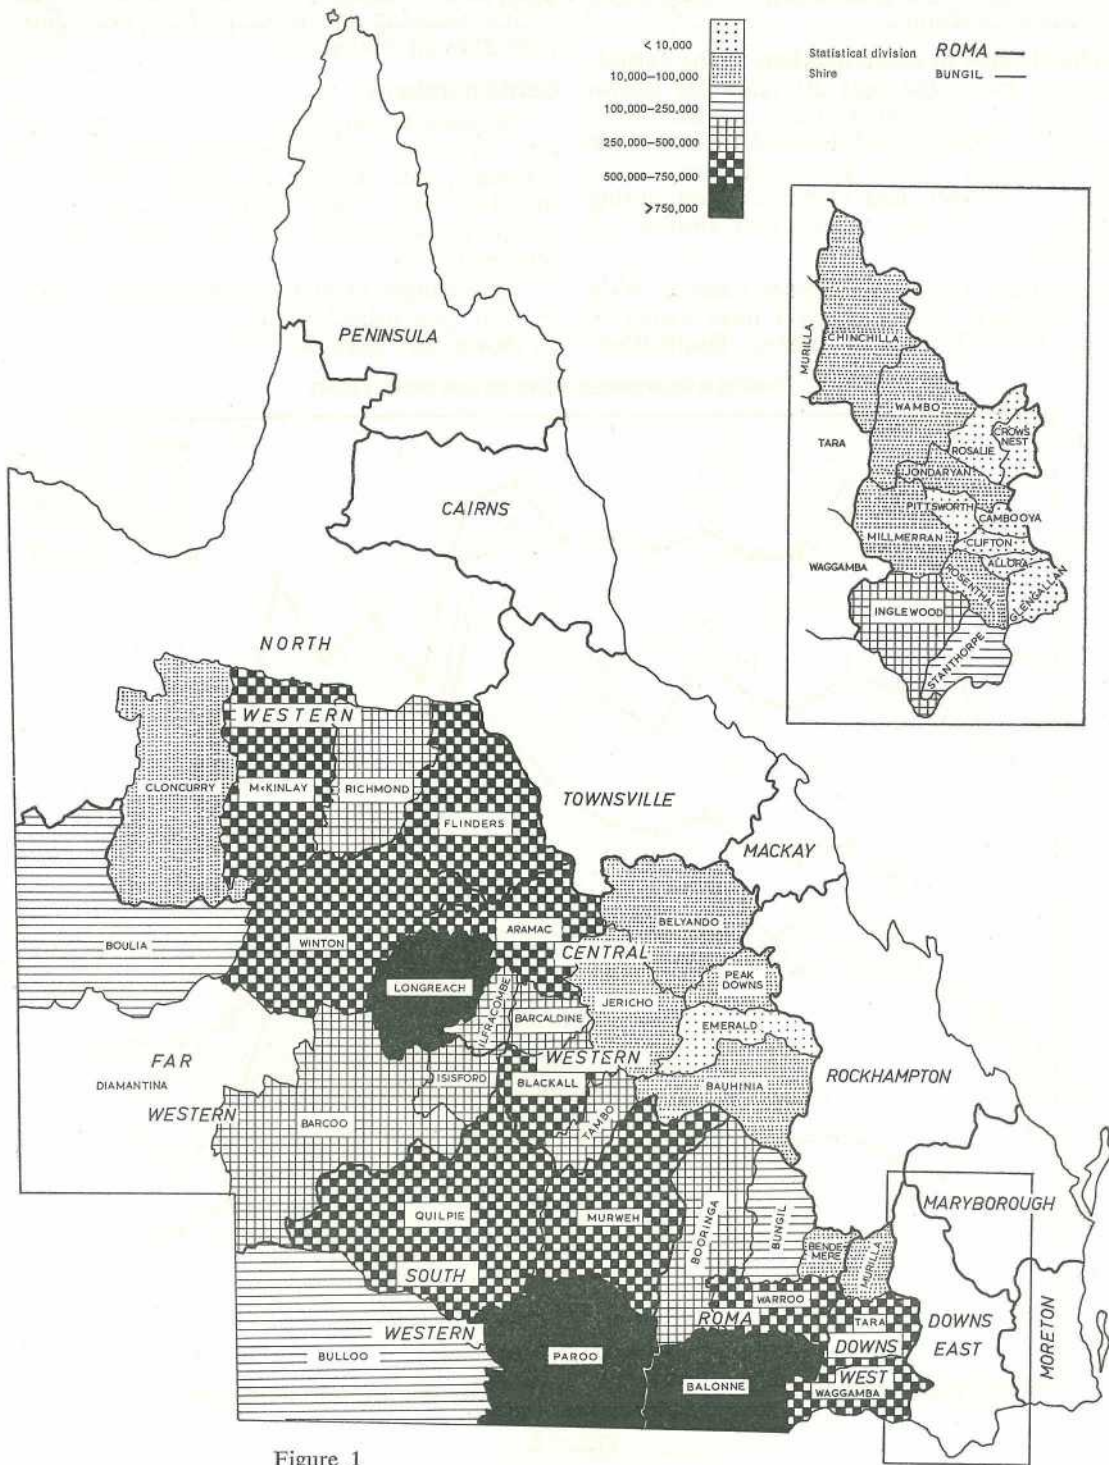 < 10,000
10,000–100,000
100,000–250,000
250,000–500,000
500,000–750,000
>750,000
Statistical division ROMA
Shire BUNGIL
PENINSULA
CAIRNS
NORTH
WESTERN
CLONCURRY
McKINLAY
RICHMOND
FLINDERS
TOWNSVILLE
MACKAY
BOULIA
WINTON
ARAMAC
BELYANDO
CENTRAL
LONGREACH
ILFRACOMBE
BARCALDINE
JERICHO
PEAK
DOWNS
EMERALD
WESTERN
FAR
DIAMANTINA
WESTERN
ISISFORD
BLACKALL
TAMBO
BAUHINIA
ROCKHAMPTON
BARCOO
QUILPIE
MURWEH
BOORINGA
BUNGIL
BENDE
MERE
MURILLA
MARYBOROUGH
SOUTH
WESTERN
BULLOO
PAROO
ROMA
WARROO
TARA
DOWNS
WEST
WAGGAMBA
BALONNE
DOWNS
EAST
MORETON
MURILLA
CHINCHILLA
WAMBO
TARA
CROWS
NEST
ROSALIE
JONDARYAN
PITTSWORTH
CAMBOOYA
MILLMERRAN
CLIFTON
ALLORA
WAGGAMBA
ROSENTHAL
GLENGALLAN
INGLEWOOD
STANTHORPE
Figure 1